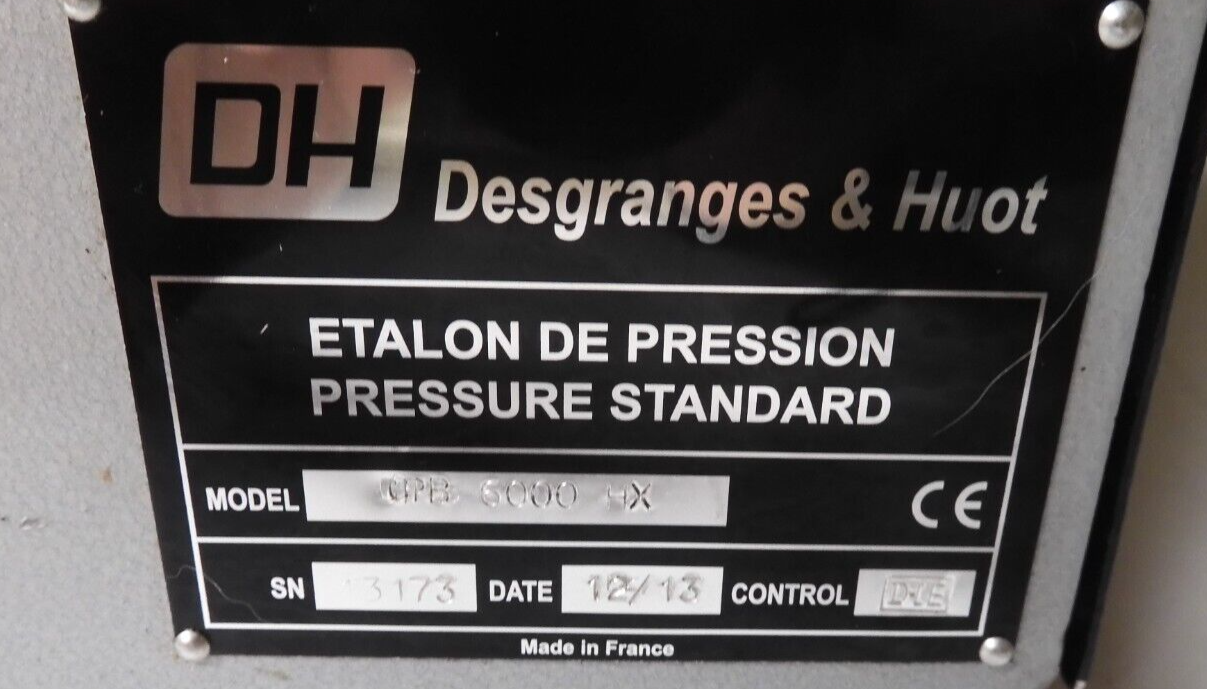 DH
Desgranges & Huot
ETALON DE PRESSION
PRESSURE STANDARD
MODEL 6000 HX
CE
SN 13173 DATE 12/13 CONTROL
Made in France